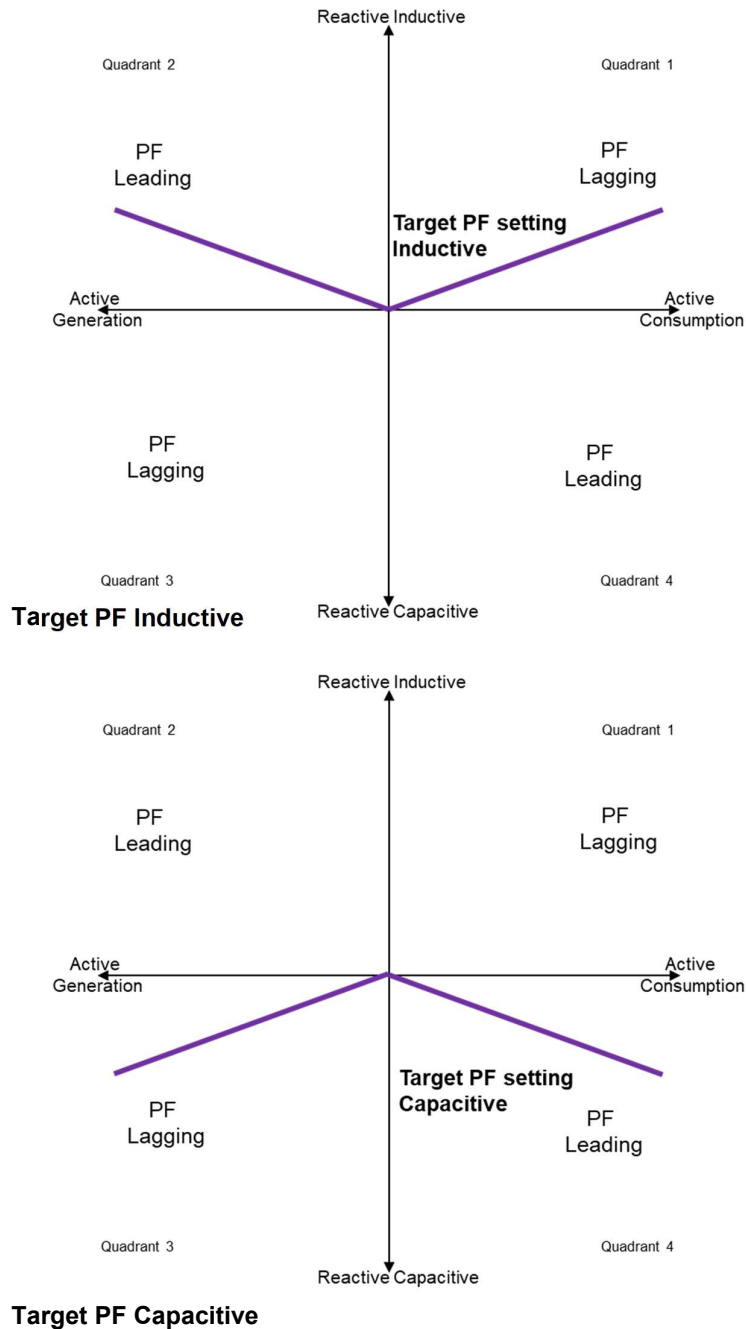 Reactive Inductive
Quadrant 2
Quadrant 1
PF
Leading
PF
Lagging
Target PF setting
Inductive
Active
Generation
Active
Consumption
PF
Lagging
PF
Leading
Quadrant 3
Quadrant 4
Target PF Inductive
Reactive Capacitive
Reactive Inductive
Quadrant 2
Quadrant 1
PF
Leading
PF
Lagging
Active
Generation
Active
Consumption
Target PF setting
Capacitive
PF
Lagging
PF
Leading
Quadrant 3
Quadrant 4
Reactive Capacitive
Target PF Capacitive